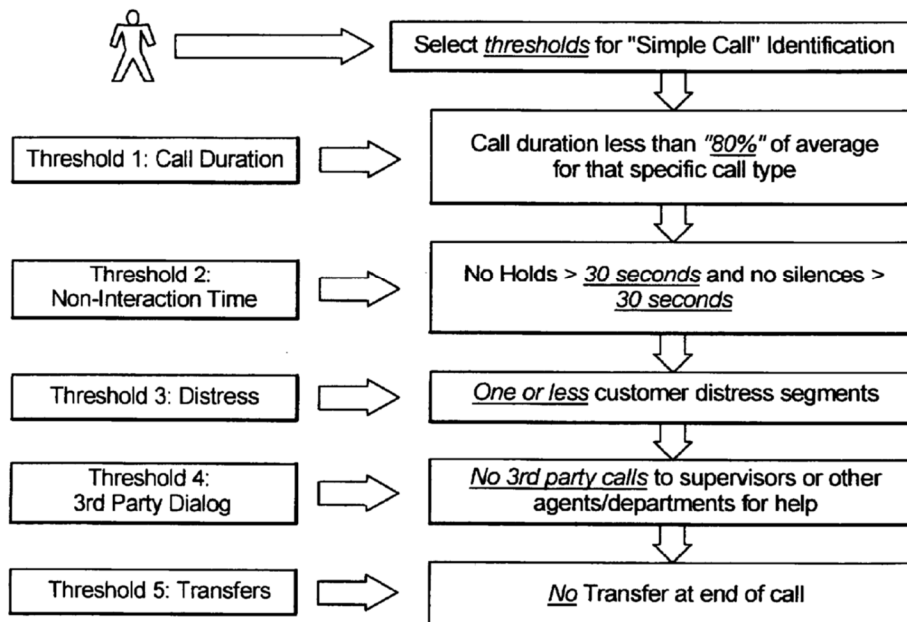 Select thresholds for "Simple Call" Identification
Threshold 1: Call Duration
Call duration less than "80%" of average
for that specific call type
Threshold 2:
Non-Interaction Time
No Holds > 30 seconds and no silences >
30 seconds
Threshold 3: Distress
One or less customer distress segments
Threshold 4:
3rd Party Dialog
No 3rd party calls to supervisors or other
agents/departments for help
Threshold 5: Transfers
No Transfer at end of call